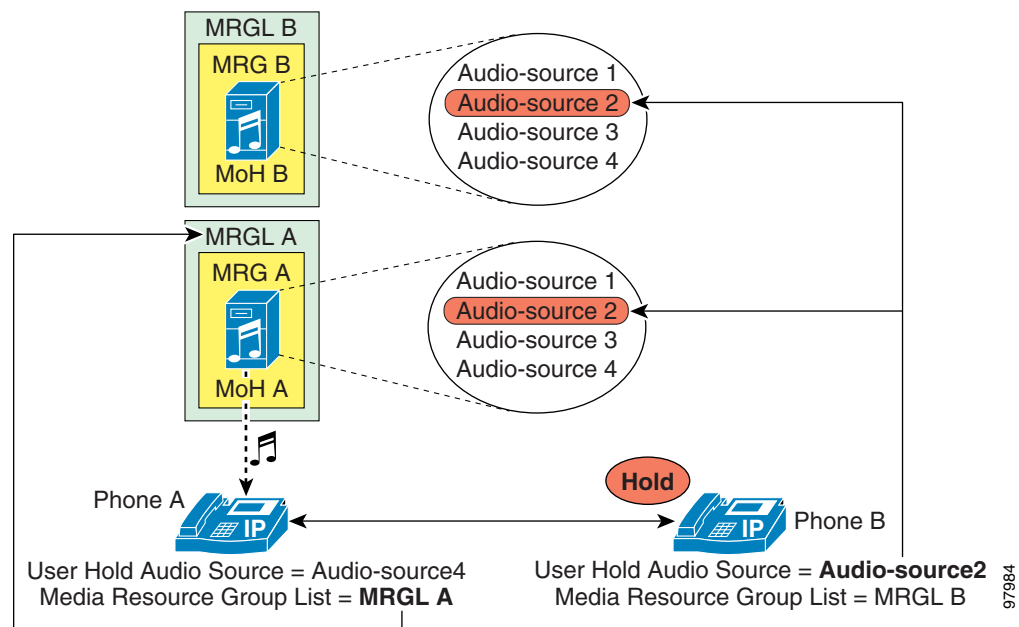 MRGL B
MRG B
MoH B
Audio-source 1
Audio-source 2
Audio-source 3
Audio-source 4
MRGL A
MRG A
MoH A
Audio-source 1
Audio-source 2
Audio-source 3
Audio-source 4
Hold
Phone A
IP
IP
Phone B
User Hold Audio Source = Audio-source4
Media Resource Group List = MRGL A
User Hold Audio Source = Audio-source2
Media Resource Group List = MRGL B
97984